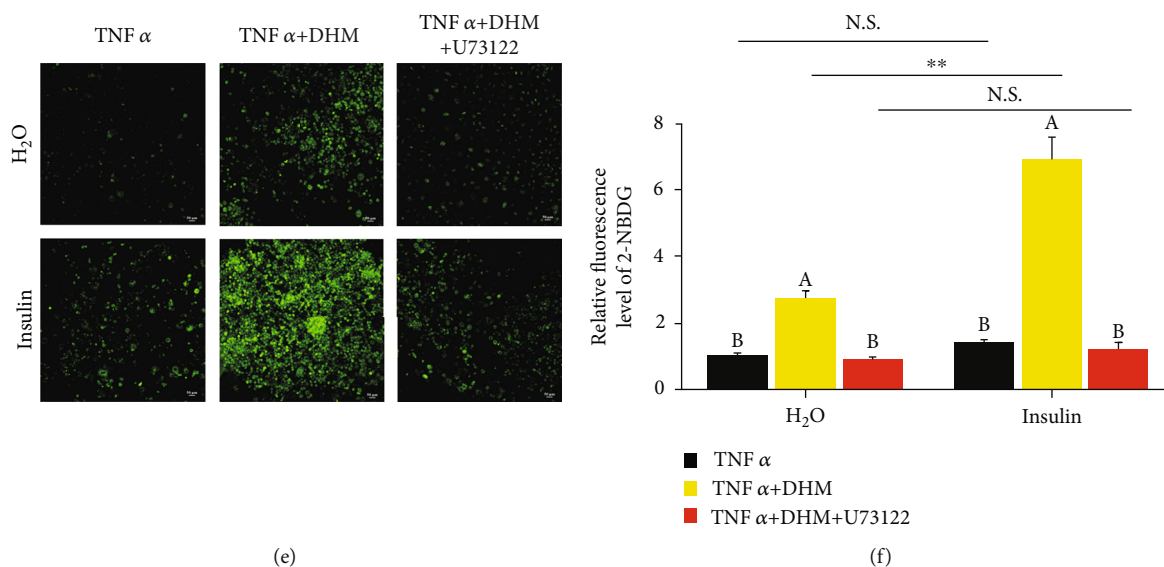 (e)
TNF α
TNF α+DHM
TNF α+DHM
+U73122
H₂O
Insulin
N.S.
**
N.S.
Relative fluorescence
level of 2-NBDG
8
6
4
2
0
B
A
B
B
A
B
H₂O
Insulin
TNF α
TNF α+DHM
TNF α+DHM+U73122
(e)
(f)